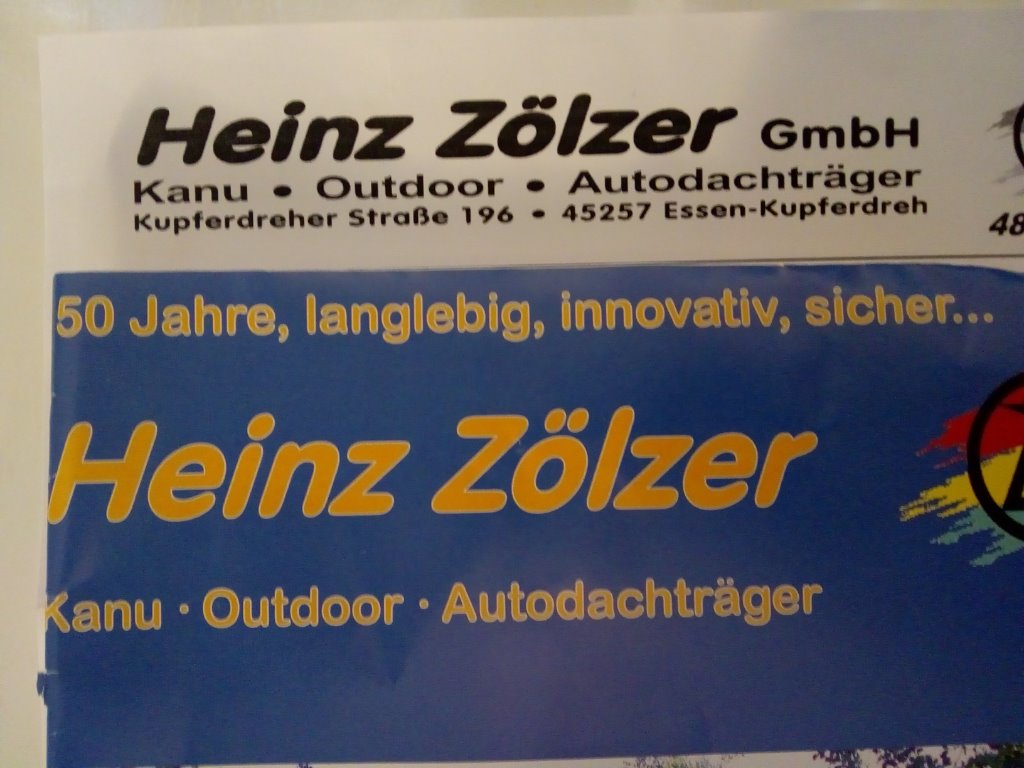 Heinz Zölzer GmbH
Kanu • Outdoor • Autodachträger
Kupferdreher Straße 196 • 45257 Essen-Kupferdreh
48
50 Jahre, langlebig, innovativ, sicher...
Heinz Zölzer
Kanu · Outdoor · Autodachträger